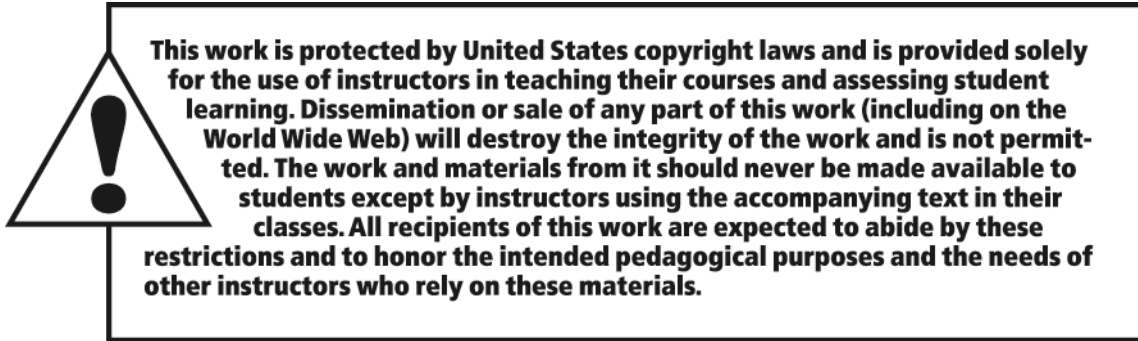 This work is protected by United States copyright laws and is provided solely
for the use of instructors in teaching their courses and assessing student
learning. Dissemination or sale of any part of this work (including on the
World Wide Web) will destroy the integrity of the work and is not permit-
ted. The work and materials from it should never be made available to
students except by instructors using the accompanying text in their
classes. All recipients of this work are expected to abide by these
restrictions and to honor the intended pedagogical purposes and the needs of
other instructors who rely on these materials.